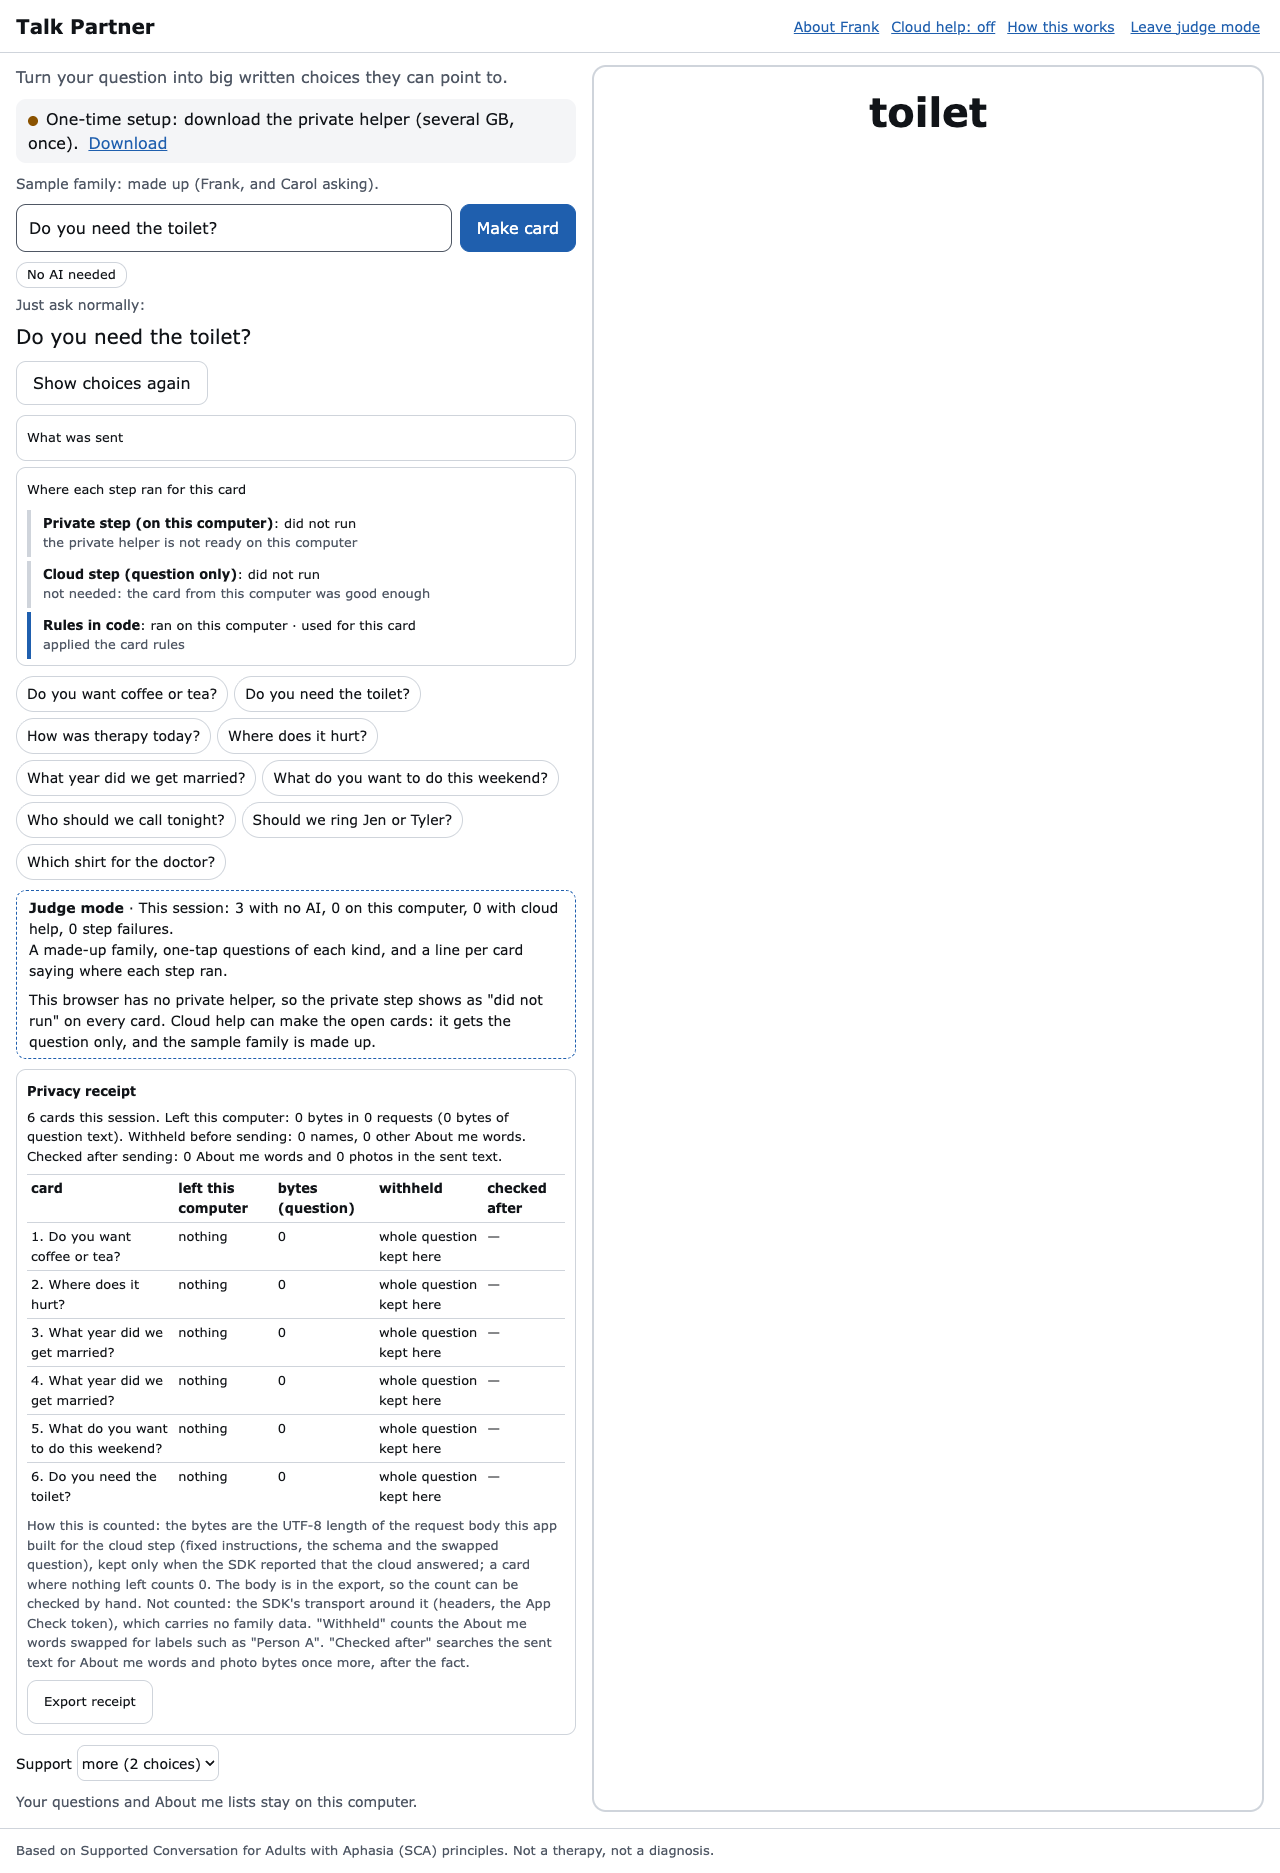 Talk Partner
About Frank Cloud help: off How this works Leave judge mode
Turn your question into big written choices they can point to.
One-time setup: download the private helper (several GB,
once). Download
Sample family: made up (Frank, and Carol asking).
Do you need the toilet?
Make card
No AI needed
Just ask normally:
Do you need the toilet?
Show choices again
What was sent
Where each step ran for this card
Private step (on this computer): did not run
the private helper is not ready on this computer
Cloud step (question only): did not run
not needed: the card from this computer was good enough
Rules in code: ran on this computer · used for this card
applied the card rules
Do you want coffee or tea? Do you need the toilet?
How was therapy today? Where does it hurt?
What year did we get married? What do you want to do this weekend?
Who should we call tonight? Should we ring Jen or Tyler?
Which shirt for the doctor?
Judge mode · This session: 3 with no AI, 0 on this computer, 0 with cloud
help, 0 step failures.
A made-up family, one-tap questions of each kind, and a line per card
saying where each step ran.
This browser has no private helper, so the private step shows as "did not
run" on every card. Cloud help can make the open cards: it gets the
question only, and the sample family is made up.
Privacy receipt
6 cards this session. Left this computer: 0 bytes in 0 requests (0 bytes of
question text). Withheld before sending: 0 names, 0 other About me words.
Checked after sending: 0 About me words and 0 photos in the sent text.
card left this bytes withheld checked
computer (question) after
1. Do you want nothing 0 whole question —
coffee or tea? kept here
2. Where does it nothing 0 whole question —
hurt? kept here
3. What year did we nothing 0 whole question —
get married? kept here
4. What year did we nothing 0 whole question —
get married? kept here
5. What do you want nothing 0 whole question —
to do this weekend? kept here
6. Do you need the nothing 0 whole question —
toilet? kept here
How this is counted: the bytes are the UTF-8 length of the request body this app
built for the cloud step (fixed instructions, the schema and the swapped
question), kept only when the SDK reported that the cloud answered; a card
where nothing left counts 0. The body is in the export, so the count can be
checked by hand. Not counted: the SDK's transport around it (headers, the App
Check token), which carries no family data. "Withheld" counts the About me
words swapped for labels such as "Person A". "Checked after" searches the sent
text for About me words and photo bytes once more, after the fact.
Export receipt
Support more (2 choices)
Your questions and About me lists stay on this computer.
toilet
Based on Supported Conversation for Adults with Aphasia (SCA) principles. Not a therapy, not a diagnosis.